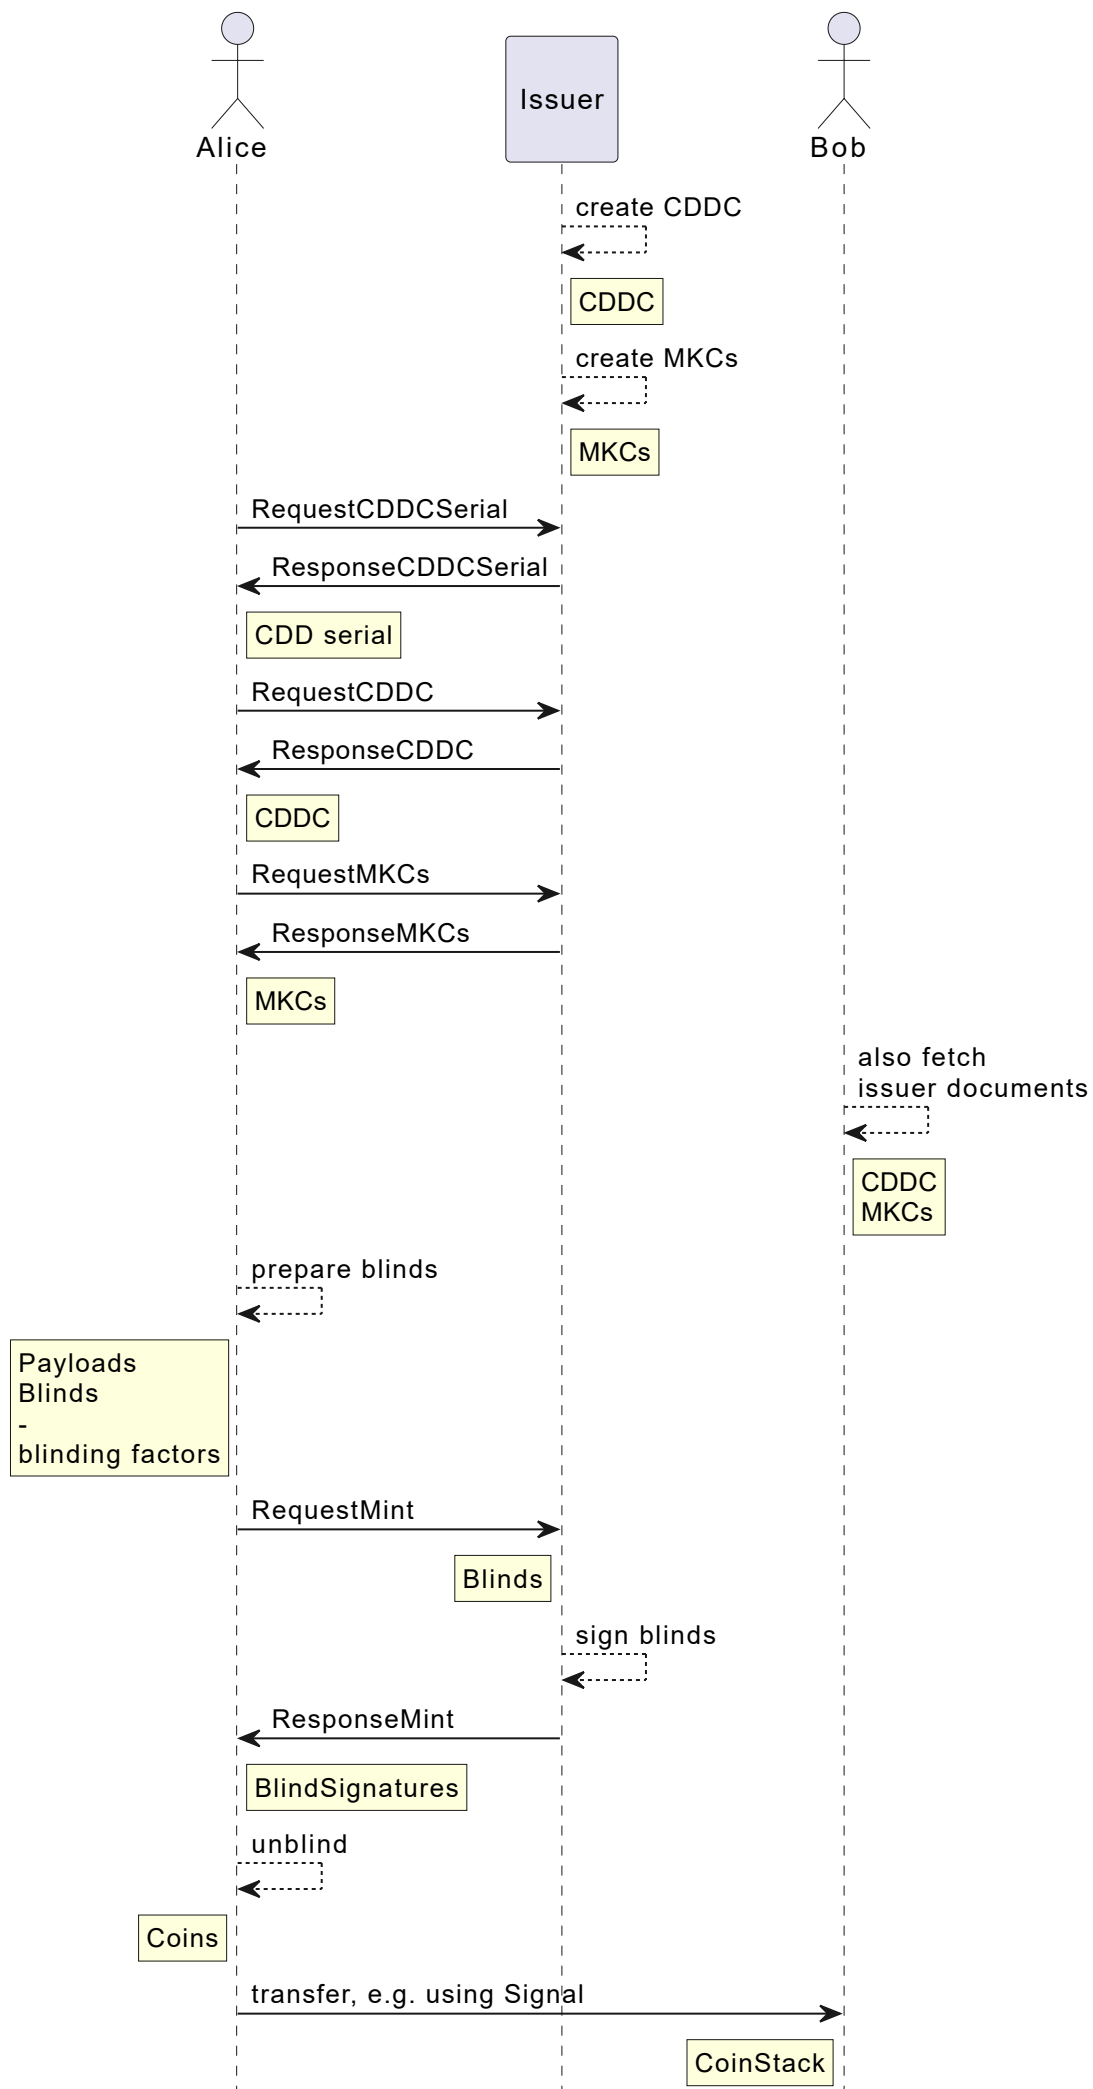 Alice
Issuer
Bob
create CDDC
CDDC
create MKCs
MKCs
RequestCDDCSerial
ResponseCDDCSerial
CDD serial
RequestCDDC
ResponseCDDC
CDDC
RequestMKCs
ResponseMKCs
MKCs
also fetch
issuer documents
CDDC
MKCs
prepare blinds
Payloads
Blinds
-
blinding factors
RequestMint
Blinds
sign blinds
ResponseMint
BlindSignatures
unblind
Coins
transfer, e.g. using Signal
CoinStack